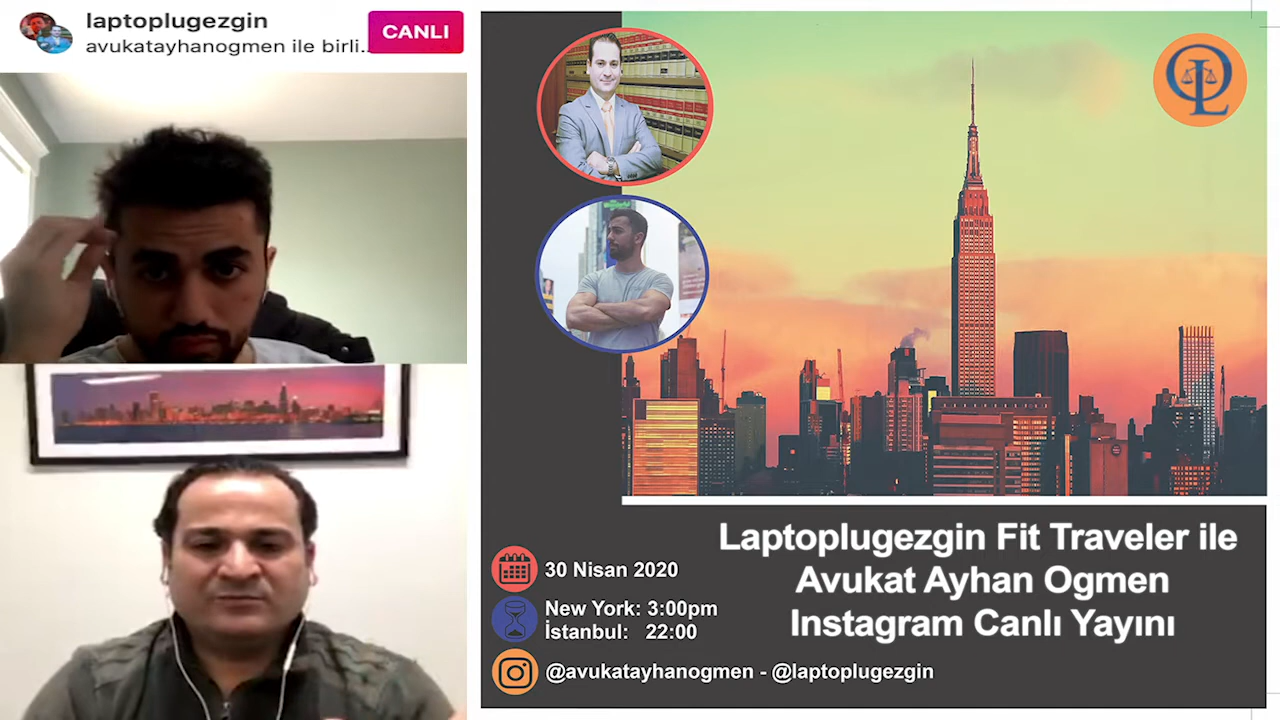 laptoplugezgin
avukatayhanogmen ile birli...
CANLI
OL
Laptoplugezgin Fit Traveler ile
Avukat Ayhan Ogmen
Instagram Canlı Yayını
30 Nisan 2020
New York: 3:00pm
İstanbul: 22:00
@avukatayhanogmen - @laptoplugezgin